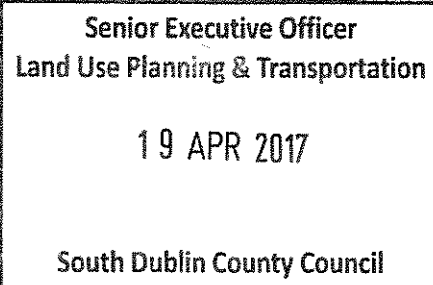 Senior Executive Officer
Land Use Planning & Transportation
19 APR 2017
South Dublin County Council